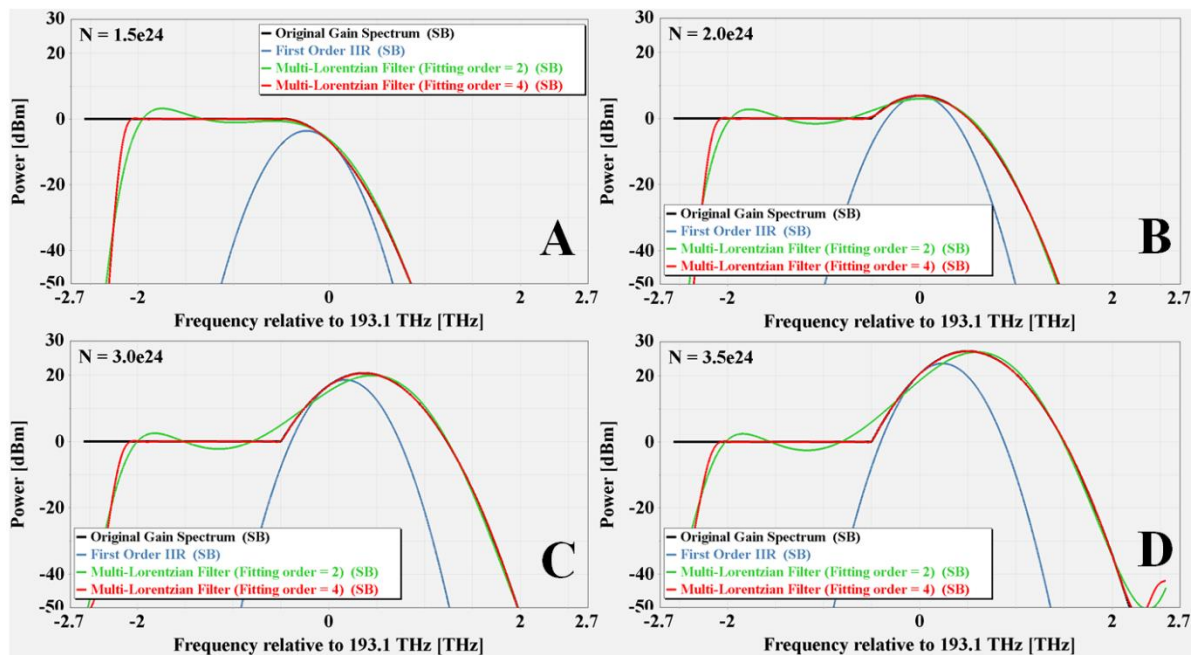 N = 1.5e24
Original Gain Spectrum (SB)
First Order IIR (SB)
Multi-Lorentzian Filter (Fitting order = 2) (SB)
Multi-Lorentzian Filter (Fitting order = 4) (SB)
A
Power [dBm]
30
20
0
-20
-40
-50
-2.7
-2
0
2
2.7
Frequency relative to 193.1 THz [THz]
N = 2.0e24
Original Gain Spectrum (SB)
First Order IIR (SB)
Multi-Lorentzian Filter (Fitting order = 2) (SB)
Multi-Lorentzian Filter (Fitting order = 4) (SB)
B
Power [dBm]
30
20
0
-20
-40
-50
-2.7
-2
0
2
2.7
Frequency relative to 193.1 THz [THz]
N = 3.0e24
Original Gain Spectrum (SB)
First Order IIR (SB)
Multi-Lorentzian Filter (Fitting order = 2) (SB)
Multi-Lorentzian Filter (Fitting order = 4) (SB)
C
Power [dBm]
30
20
0
-20
-40
-50
-2.7
-2
0
2
2.7
Frequency relative to 193.1 THz [THz]
N = 3.5e24
Original Gain Spectrum (SB)
First Order IIR (SB)
Multi-Lorentzian Filter (Fitting order = 2) (SB)
Multi-Lorentzian Filter (Fitting order = 4) (SB)
D
Power [dBm]
30
20
0
-20
-40
-50
-2.7
-2
0
2
2.7
Frequency relative to 193.1 THz [THz]